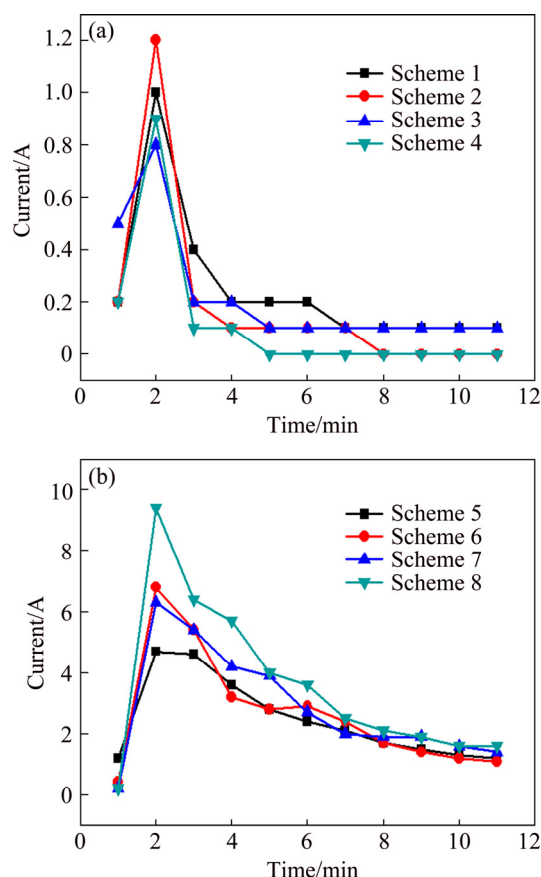 (a)
1.2
1.0
0.8
0.6
0.4
0.2
0
Current/A
Scheme 1
Scheme 2
Scheme 3
Scheme 4
0 2 4 6 8 10 12
Time/min
(b)
10
8
6
4
2
0
Current/A
Scheme 5
Scheme 6
Scheme 7
Scheme 8
0 2 4 6 8 10 12
Time/min